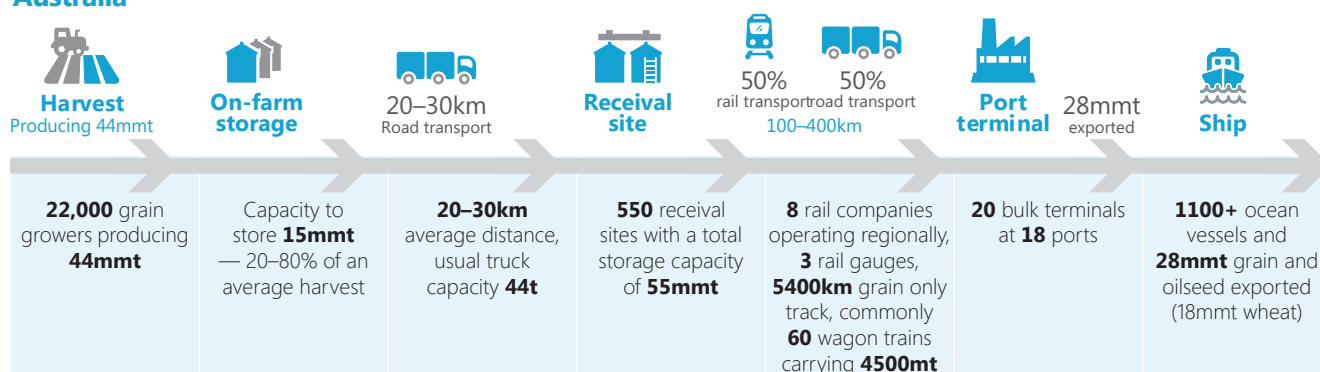 Australia
Harvest
Producing 44mmt
On-farm
storage
20–30km
Road transport
Receival
site
50%
rail transport
50%
road transport
100–400km
Port
terminal
28mmt
exported
Ship
22,000 grain
growers producing
44mmt
Capacity to
store 15mmt
— 20–80% of an
average harvest
20–30km
average distance,
usual truck
capacity 44t
550 receival
sites with a total
storage capacity
of 55mmt
8 rail companies
operating regionally,
3 rail gauges,
5400km grain only
track, commonly
60 wagon trains
carrying 4500mt
20 bulk terminals
at 18 ports
1100+ ocean
vessels and
28mmt grain and
oilseed exported
(18mmt wheat)